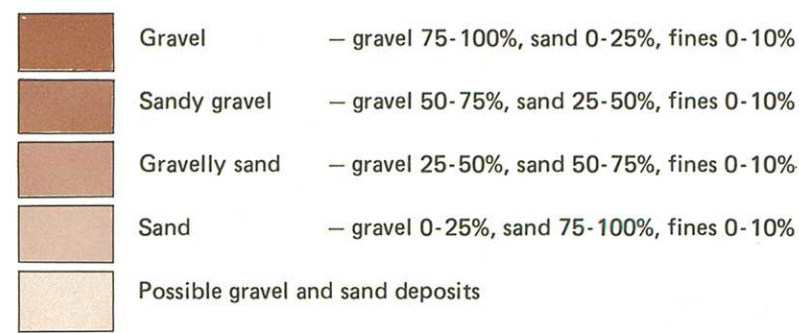 Gravel — gravel 75-100%, sand 0-25%, fines 0-10%
Sandy gravel — gravel 50-75%, sand 25-50%, fines 0-10%
Gravelly sand — gravel 25-50%, sand 50-75%, fines 0-10%
Sand — gravel 0-25%, sand 75-100%, fines 0-10%
Possible gravel and sand deposits